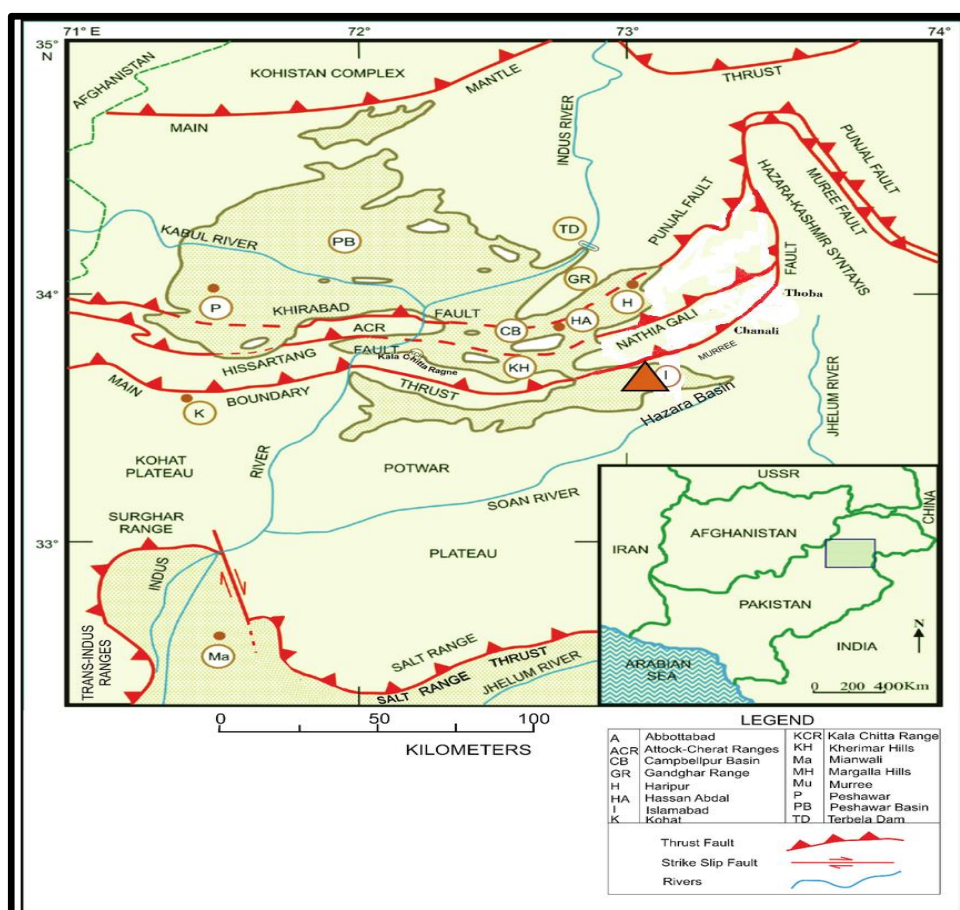 71° E
72°
73°
74°
35°
N
AFGHANISTAN
KOHISTAN COMPLEX
MANTLE
THRUST
MAIN
INDUS RIVER
PUNJAL FAULT
MUREE FAULT
HAZARA-KASHMIR SYNTAXIS
PUNJAL FAULT
KABUL RIVER
PB
TD
GR
FAULT
34°
P
KHIRABAD
FAULT
H
HA
CB
ACR
NATHIA GALI
Thoba
Chanali
HISSARTANG
FAULT
Kala Chitta Ragne
KH
MURREE
MAIN
BOUNDARY
THRUST
I
Hazara Basin
K
JHELUM RIVER
KOHAT
PLATEAU
RIVER
POTWAR
SOAN RIVER
SURGHAR
RANGE
33°
PLATEAU
INDUS
TRANS-INDUS
RANGES
Ma
SALT RANGE
THRUST
SALT RANGE
JHELUM RIVER
USSR
CHINA
IRAN
AFGHANISTAN
PAKISTAN
INDIA
N
ARABIAN
SEA
0 200 400Km
0 50 100
KILOMETERS
LEGEND
A Abbottabad
ACR Attock-Cherat Ranges
CB Campbellpur Basin
GR Gandghar Range
H Haripur
HA Hassan Abdal
I Islamabad
K Kohat
KCR Kala Chitta Range
KH Kherimar Hills
Ma Mianwali
MH Margalla Hills
Mu Murree
P Peshawar
PB Peshawar Basin
TD Terbela Dam
Thrust Fault
Strike Slip Fault
Rivers